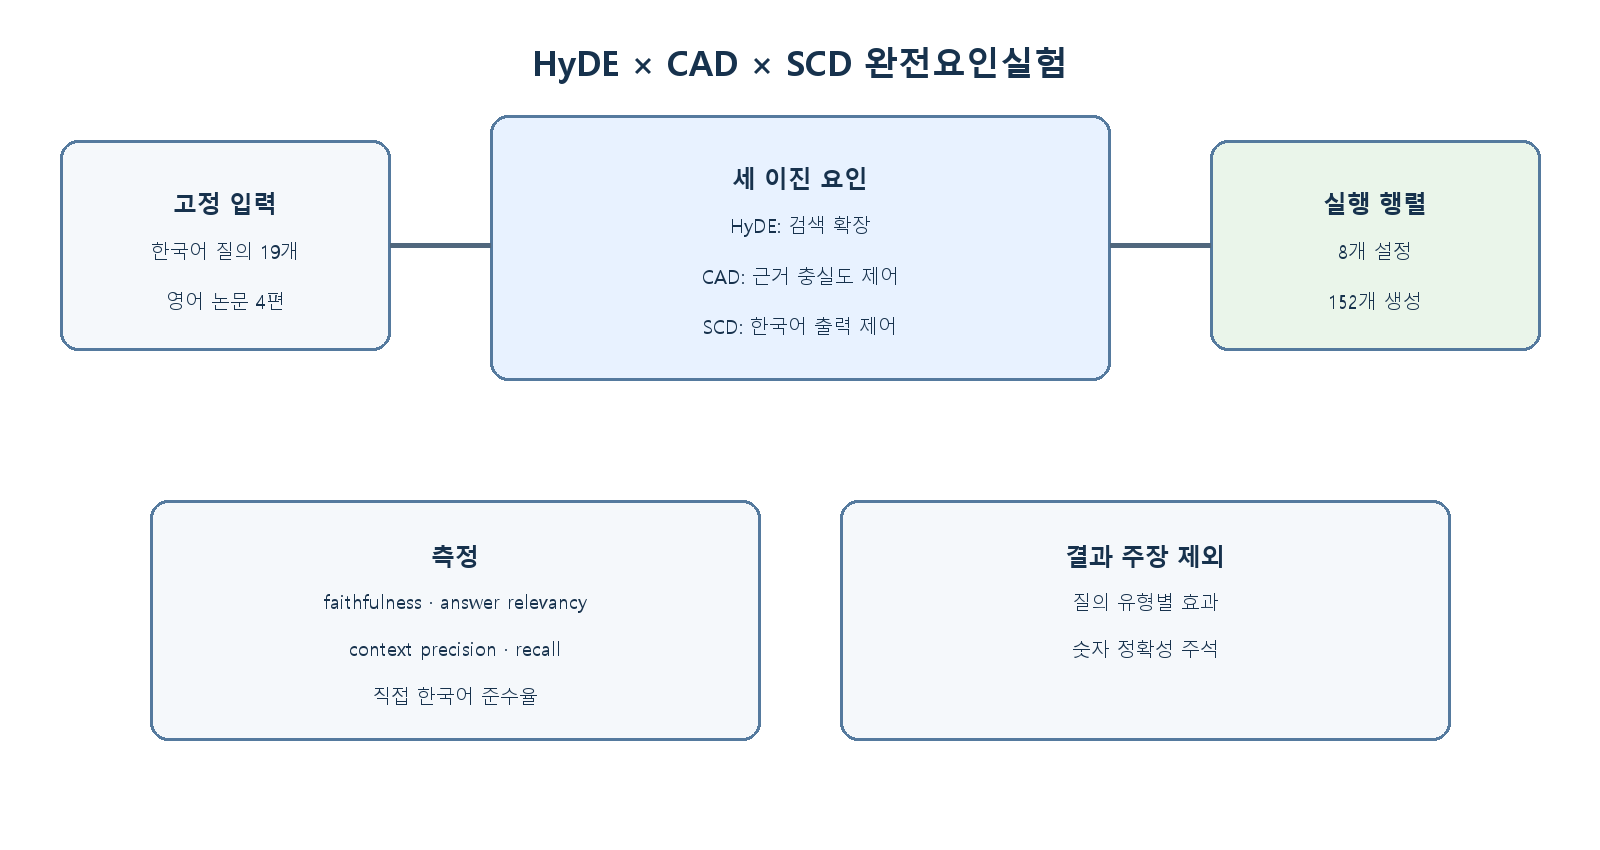 HyDE × CAD × SCD 완전요인실험
고정 입력
한국어 질의 19개
영어 논문 4편
세 이진 요인
HyDE: 검색 확장
CAD: 근거 충실도 제어
SCD: 한국어 출력 제어
실행 행렬
8개 설정
152개 생성
측정
faithfulness · answer relevancy
context precision · recall
직접 한국어 준수율
결과 주장 제외
질의 유형별 효과
숫자 정확성 주석